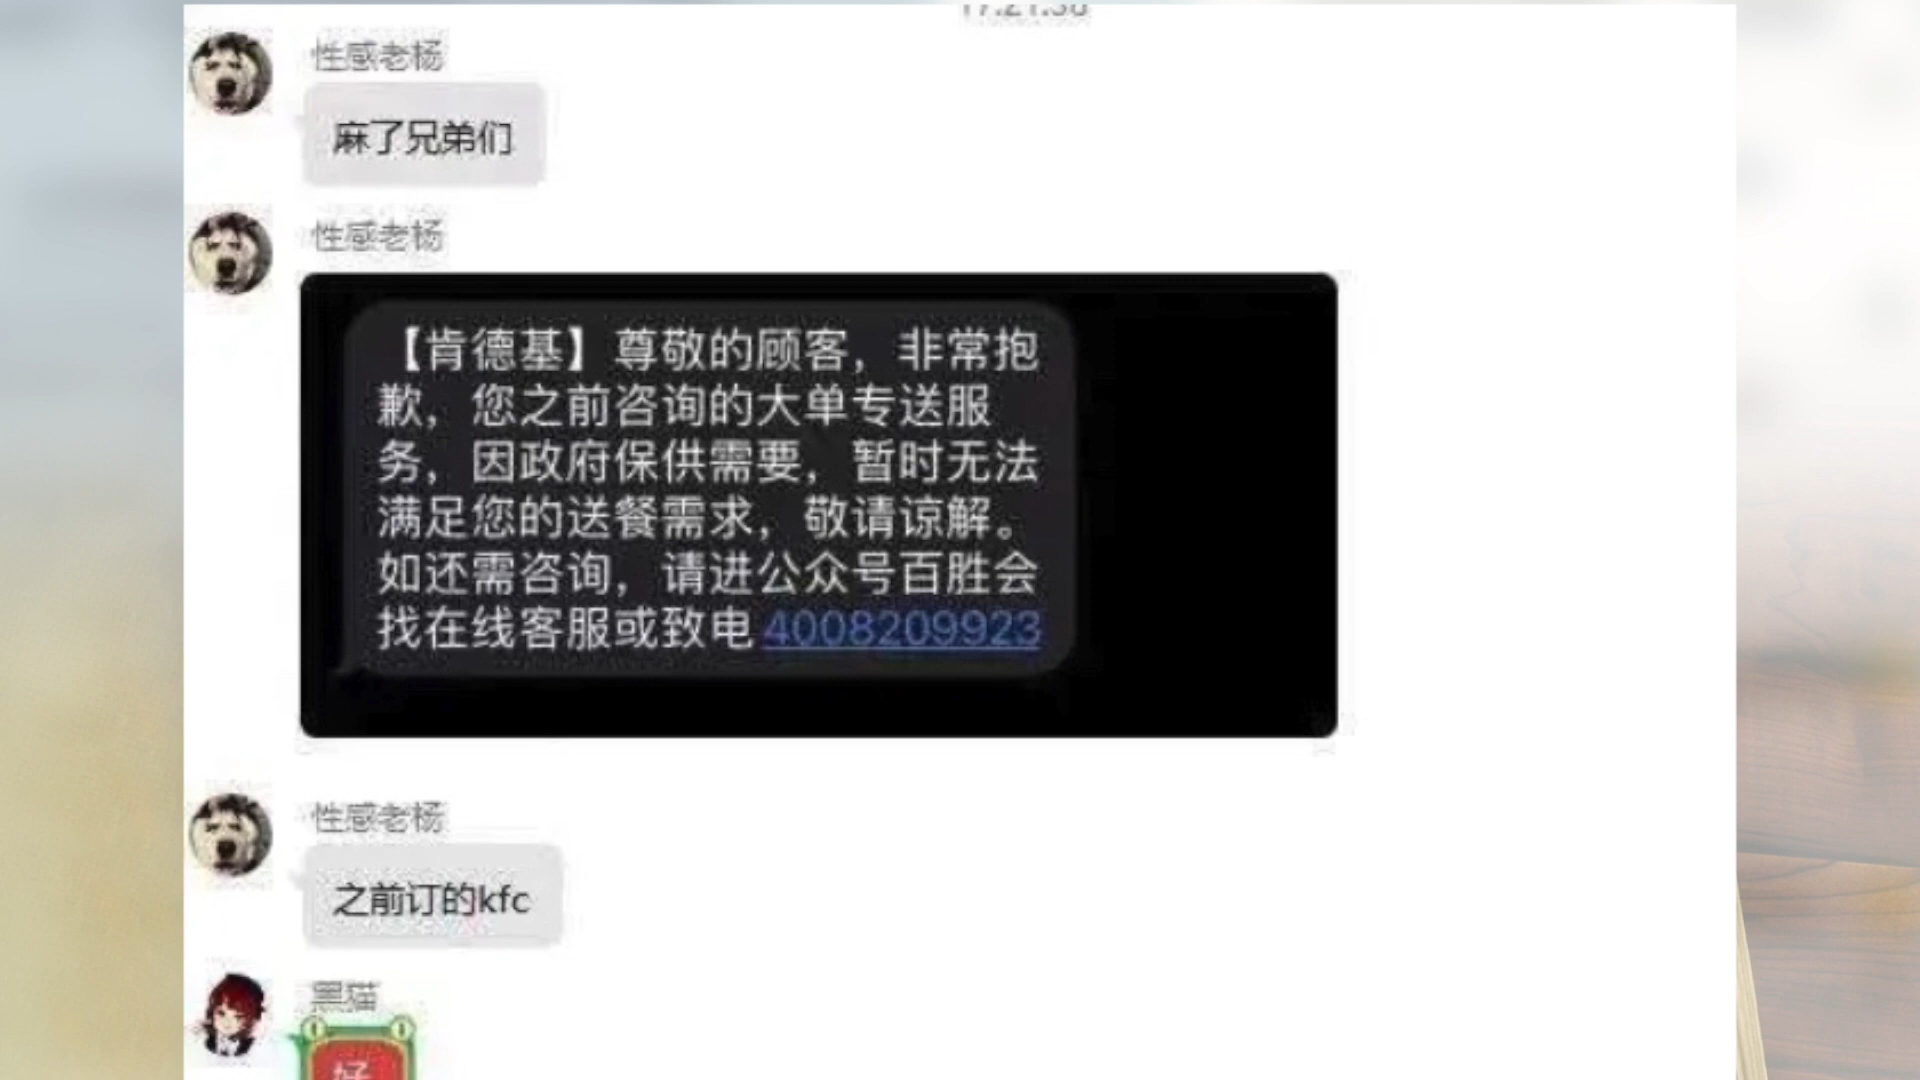 性感老杨
麻了兄弟们
性感老杨
【肯德基】尊敬的顾客，非常抱
歉，您之前咨询的大单专送服
务，因政府保供需要，暂时无法
满足您的送餐需求，敬请谅解。
如还需咨询，请进公众号百胜会
找在线客服或致电4008209923
性感老杨
之前订的kfc
黑猫